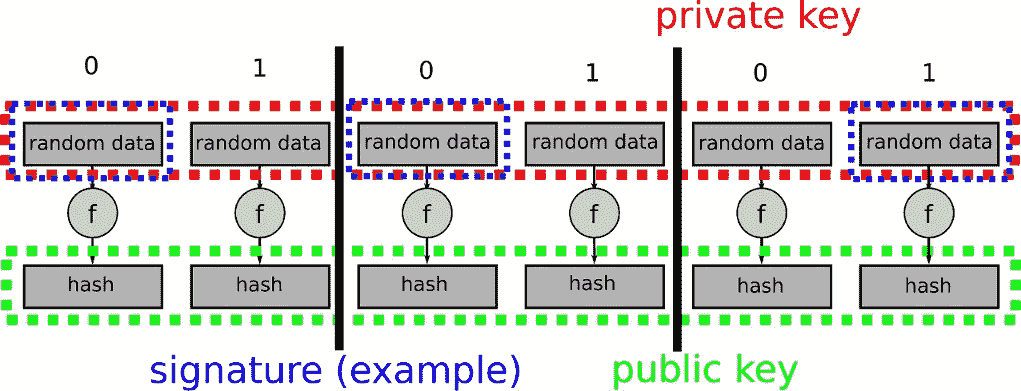 private key
0 1 0 1 0 1
random data random data random data random data random data random data
f f f f f f
hash hash hash hash hash hash
signature (example) public key